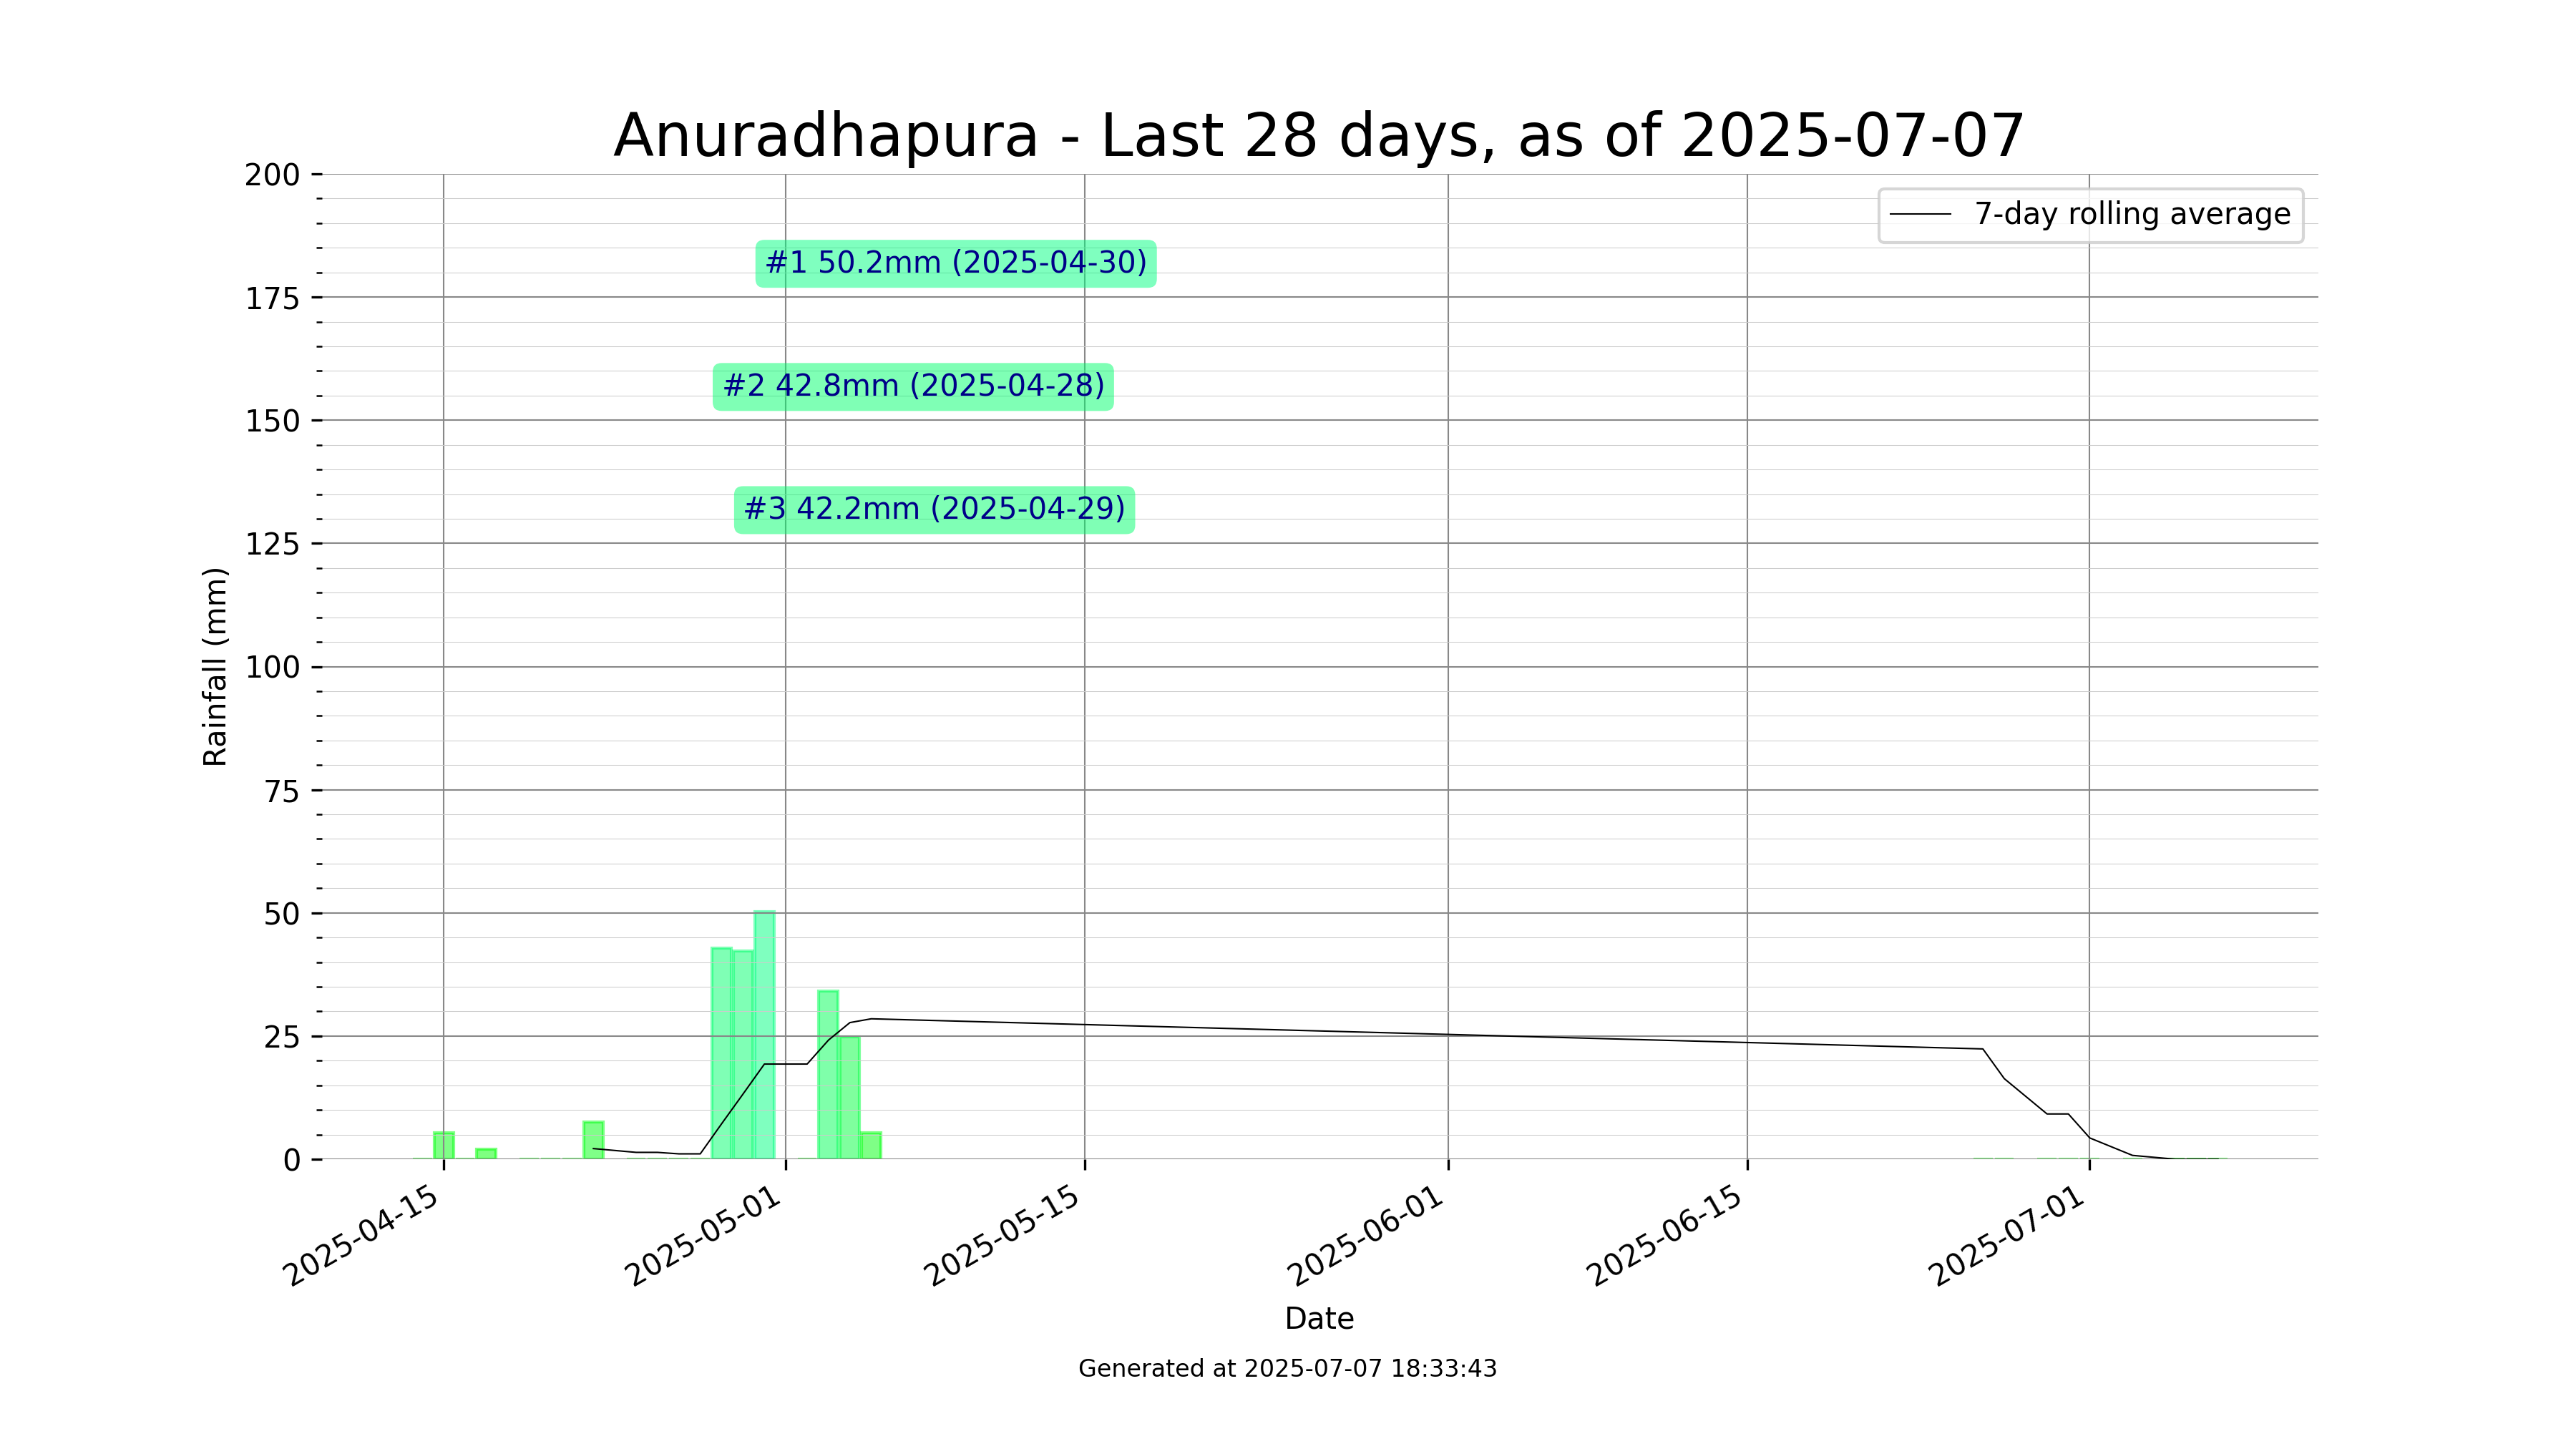 Anuradhapura - Last 28 days, as of 2025-07-07
200
175
150
125
100
75
50
25
0
Rainfall (mm)
7-day rolling average
#1 50.2mm (2025-04-30)
#2 42.8mm (2025-04-28)
#3 42.2mm (2025-04-29)
2025-04-15
2025-05-01
2025-05-15
2025-06-01
2025-06-15
2025-07-01
Date
Generated at 2025-07-07 18:33:43